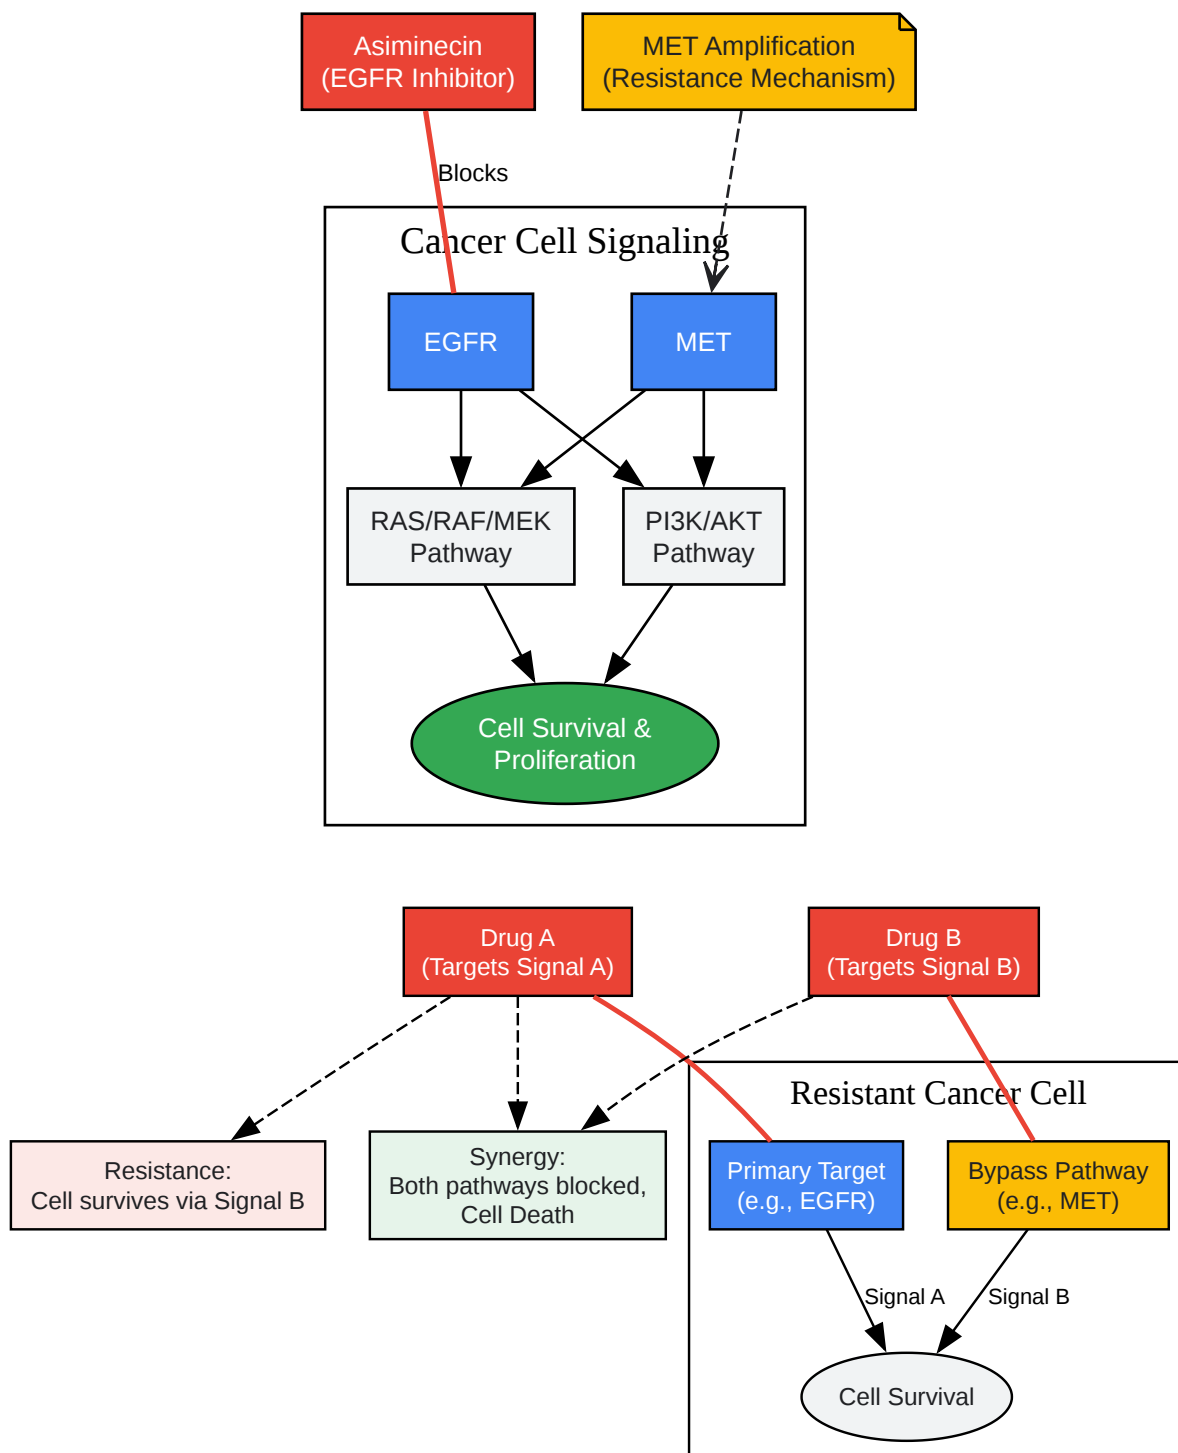 Asiminecin
(EGFR Inhibitor)
MET Amplification
(Resistance Mechanism)
Blocks
Cancer Cell Signaling
EGFR
MET
RAS/RAF/MEK
Pathway
PI3K/AKT
Pathway
Cell Survival &
Proliferation
Drug A
(Targets Signal A)
Drug B
(Targets Signal B)
Resistant Cancer Cell
Resistance:
Cell survives via Signal B
Synergy:
Both pathways blocked,
Cell Death
Primary Target
(e.g., EGFR)
Bypass Pathway
(e.g., MET)
Signal A
Signal B
Cell Survival